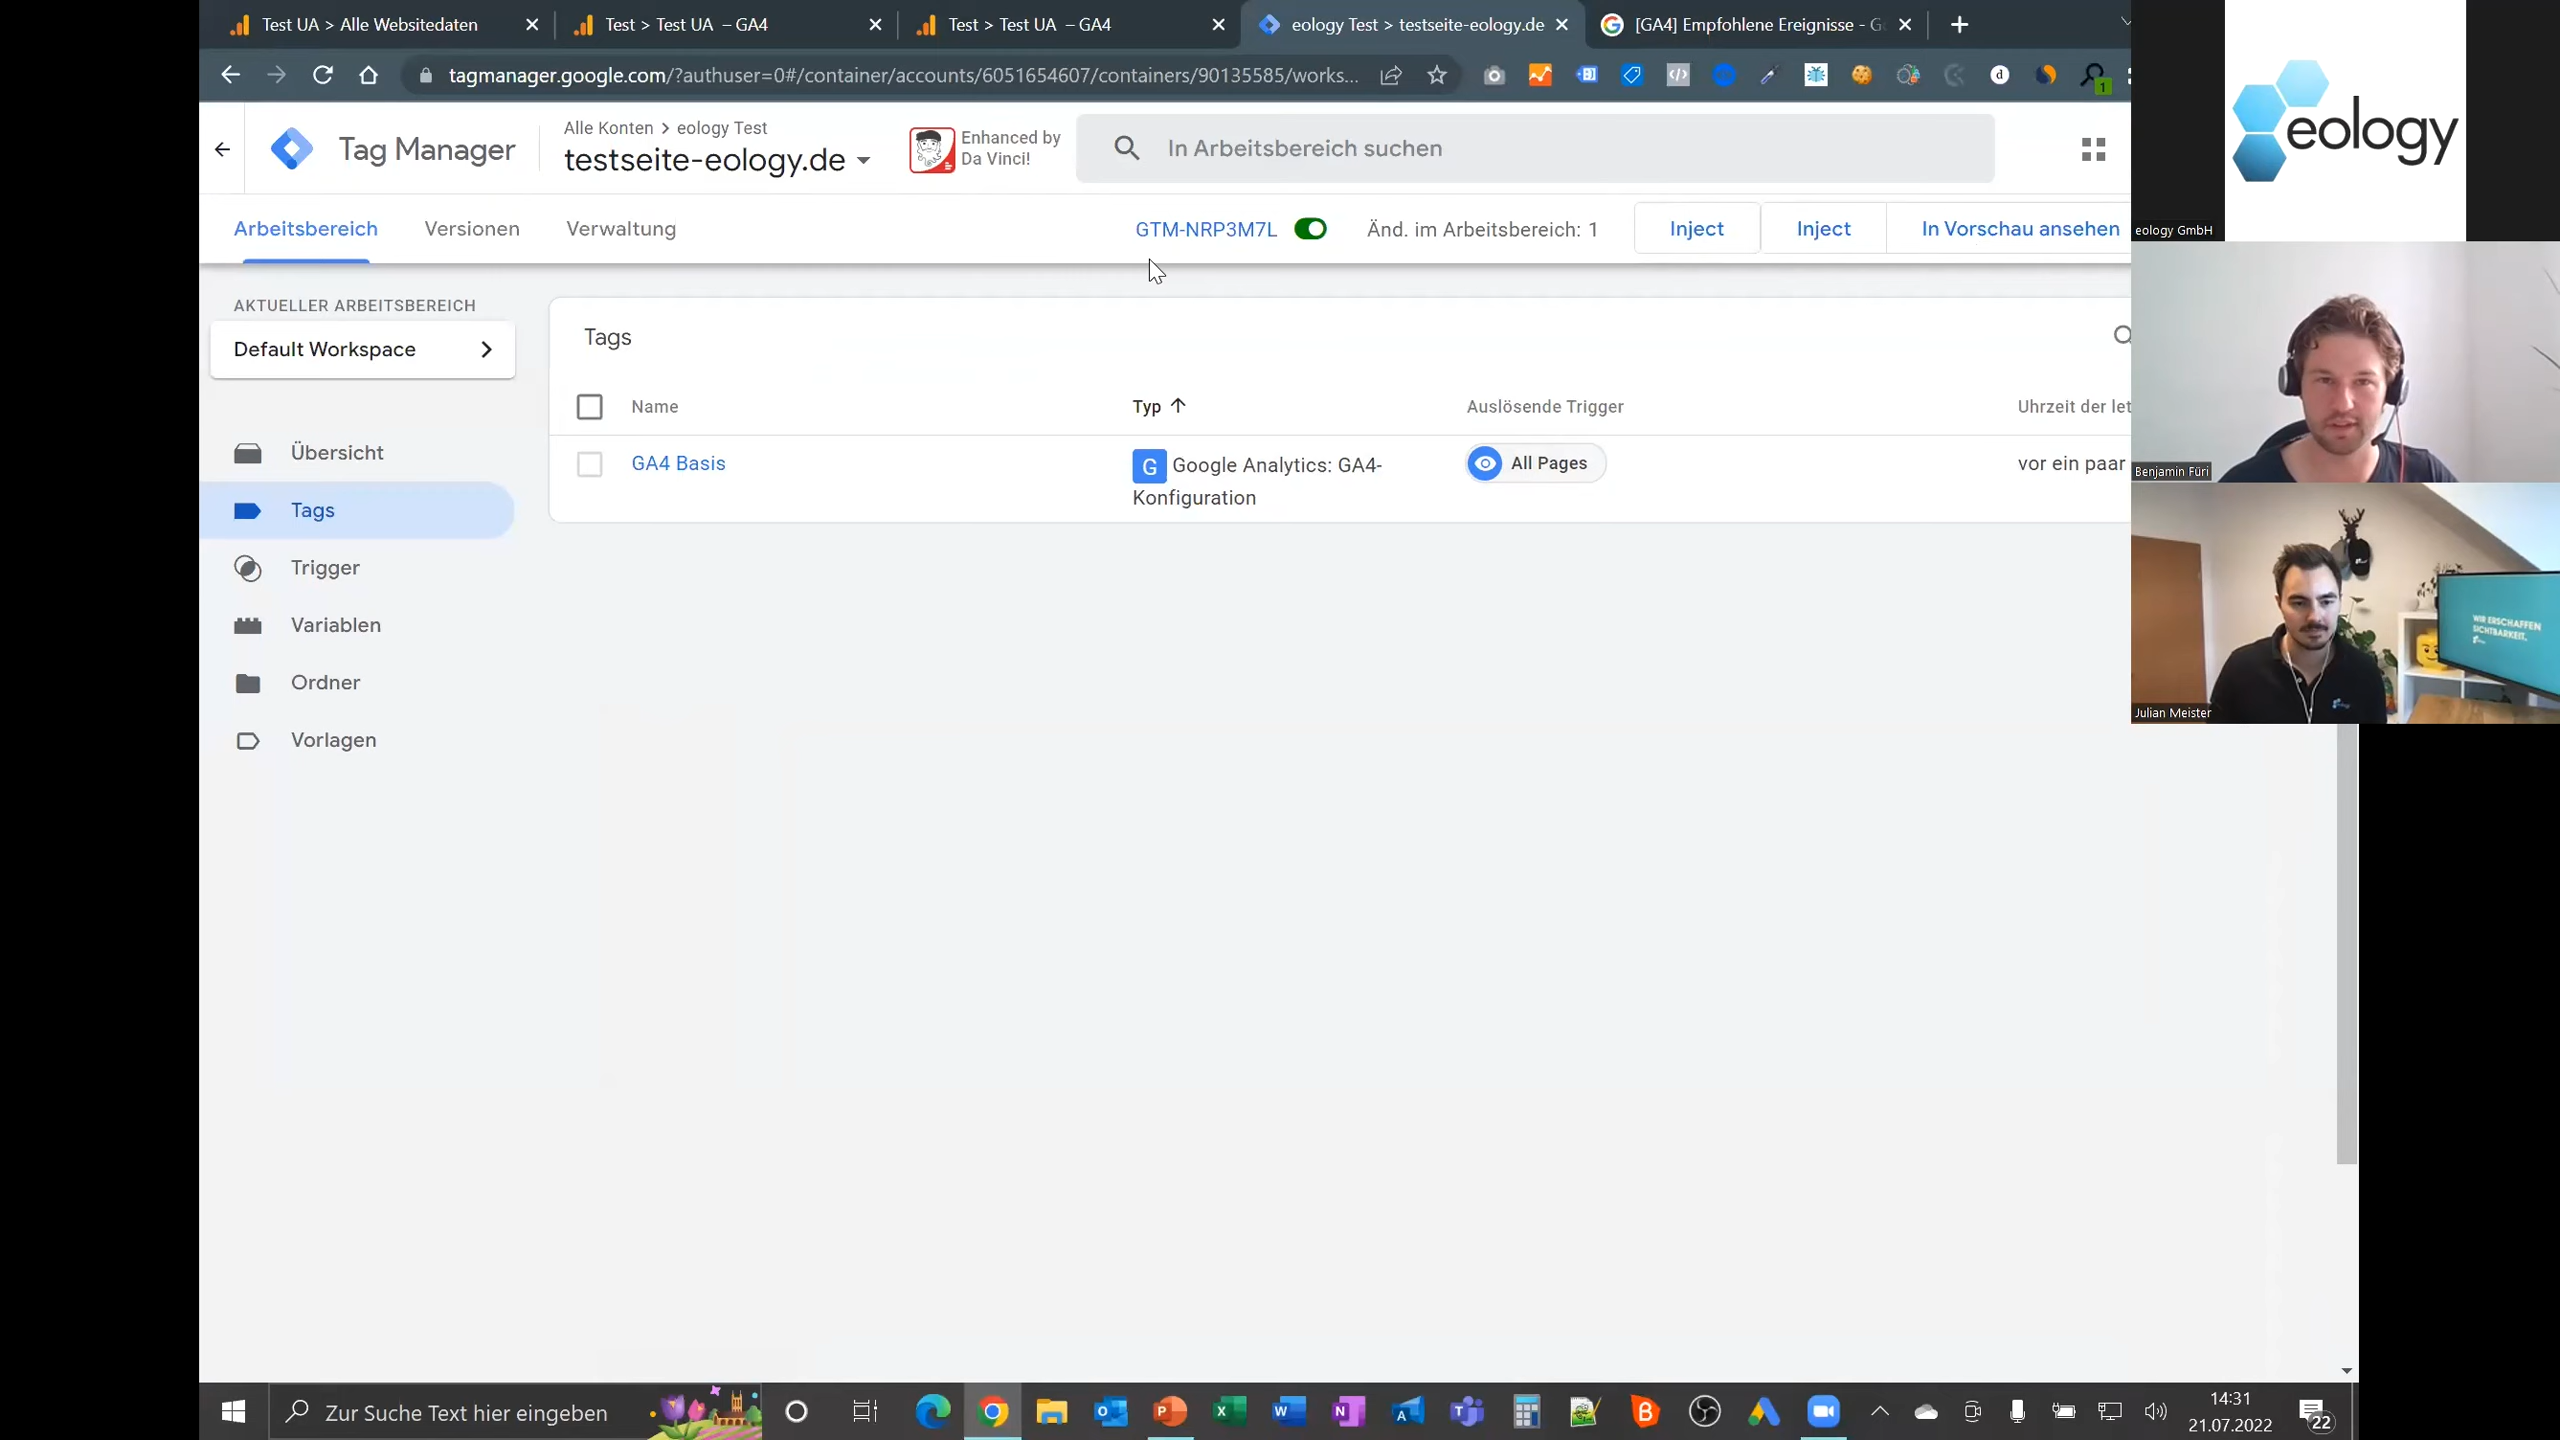 Test UA > Alle Websitedaten
Test > Test UA – GA4
Test > Test UA – GA4
eology Test > testseite-eology.de
[GA4] Empfohlene Ereignisse - G
tagmanager.google.com/?authuser=0#/container/accounts/6051654607/containers/90135585/works...
1
Tag Manager
Alle Konten > eology Test
testseite-eology.de
Enhanced by
Da Vinci!
In Arbeitsbereich suchen
eology
eology GmbH
Arbeitsbereich
Versionen
Verwaltung
GTM-NRP3M7L
Änd. im Arbeitsbereich: 1
Inject
Inject
In Vorschau ansehen
AKTUELLER ARBEITSBEREICH
Default Workspace
Übersicht
Tags
Trigger
Variablen
Ordner
Vorlagen
Tags
Name
Typ
Auslösende Trigger
Uhrzeit der let
GA4 Basis
Google Analytics: GA4-
Konfiguration
All Pages
vor ein paar
Benjamin Füri
WIR ERSCHAFFEN
SICHTBARKEIT.
Julian Meister
Zur Suche Text hier eingeben
14:31
21.07.2022
22